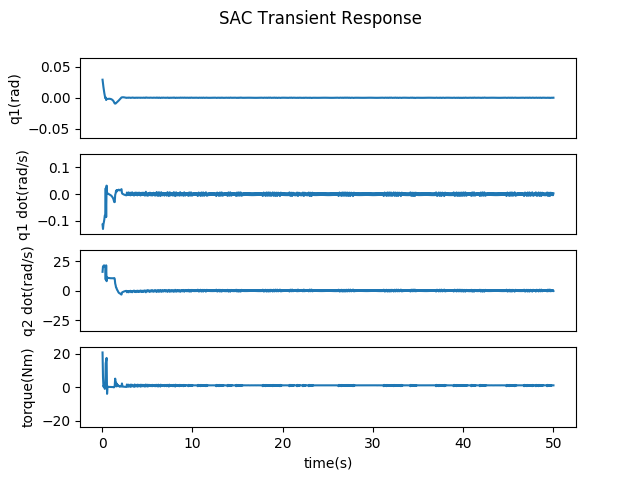 SAC Transient Response
q1(rad)
0.05
0.00
−0.05
q1 dot(rad/s)
0.1
0.0
−0.1
q2 dot(rad/s)
25
0
−25
torque(Nm)
20
0
−20
0 10 20 30 40 50
time(s)